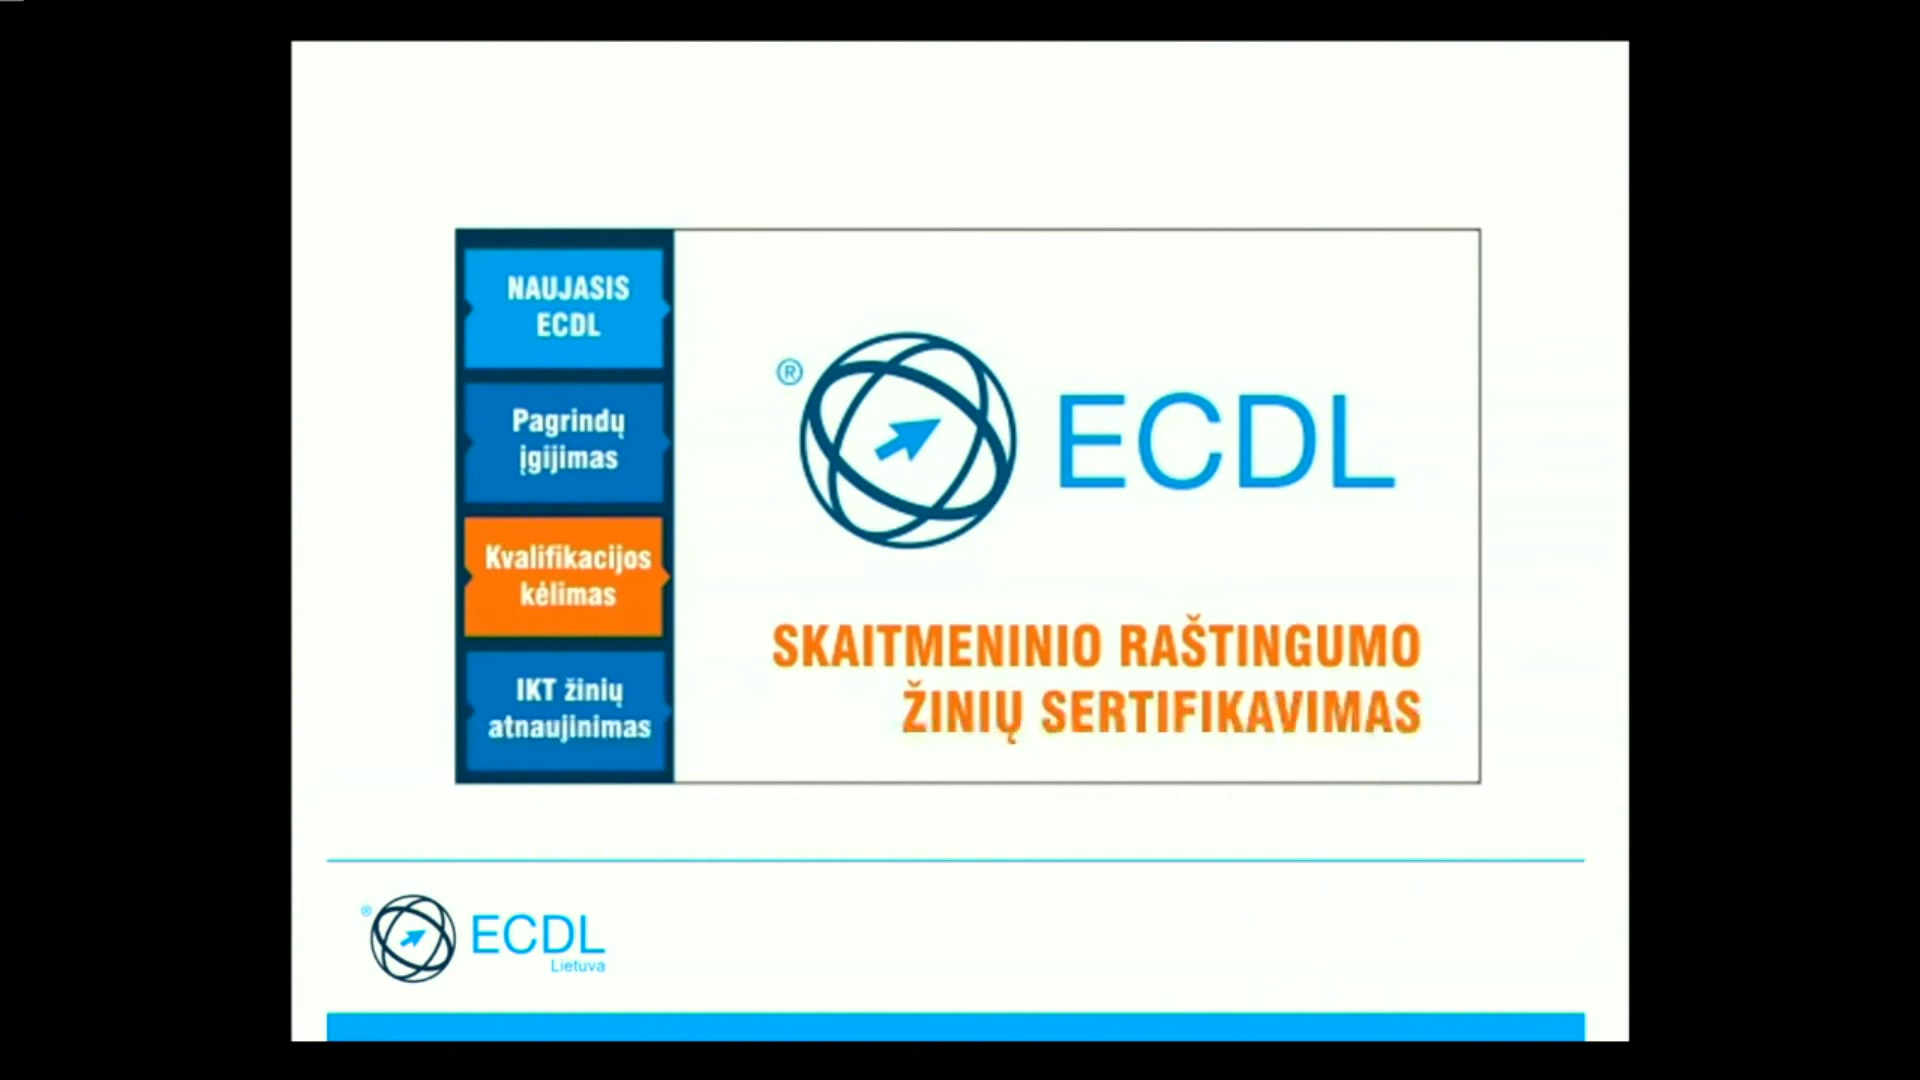 NAUJASIS
ECDL
Pagrindų
įgijimas
Kvalifikacijos
kėlimas
IKT žinių
atnaujinimas
®
ECDL
SKAITMENINIO RAŠTINGUMO
ŽINIŲ SERTIFIKAVIMAS
®
ECDL
Lietuva